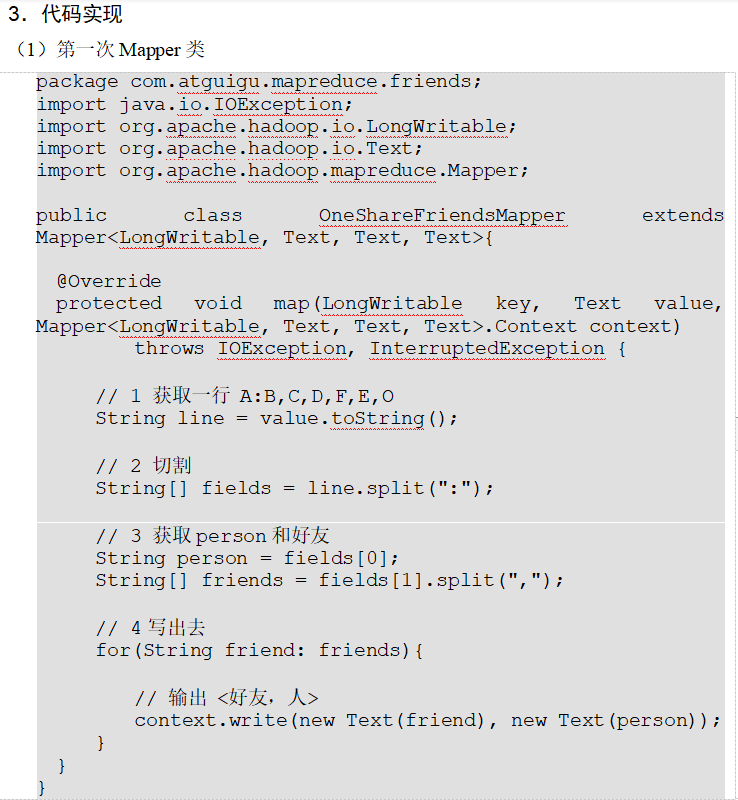 3．代码实现
（1）第一次 Mapper 类
package com.atguigu.mapreduce.friends;
import java.io.IOException;
import org.apache.hadoop.io.LongWritable;
import org.apache.hadoop.io.Text;
import org.apache.hadoop.mapreduce.Mapper;
public class OneShareFriendsMapper extends
Mapper<LongWritable, Text, Text, Text>{
@Override
protected void map(LongWritable key, Text value,
Mapper<LongWritable, Text, Text, Text>.Context context)
throws IOException, InterruptedException {
// 1 获取一行 A:B,C,D,F,E,O
String line = value.toString();
// 2 切割
String[] fields = line.split(":");
// 3 获取 person 和好友
String person = fields[0];
String[] friends = fields[1].split(",");
// 4 写出去
for(String friend: friends){
// 输出 <好友，人>
context.write(new Text(friend), new Text(person));
}
}
}